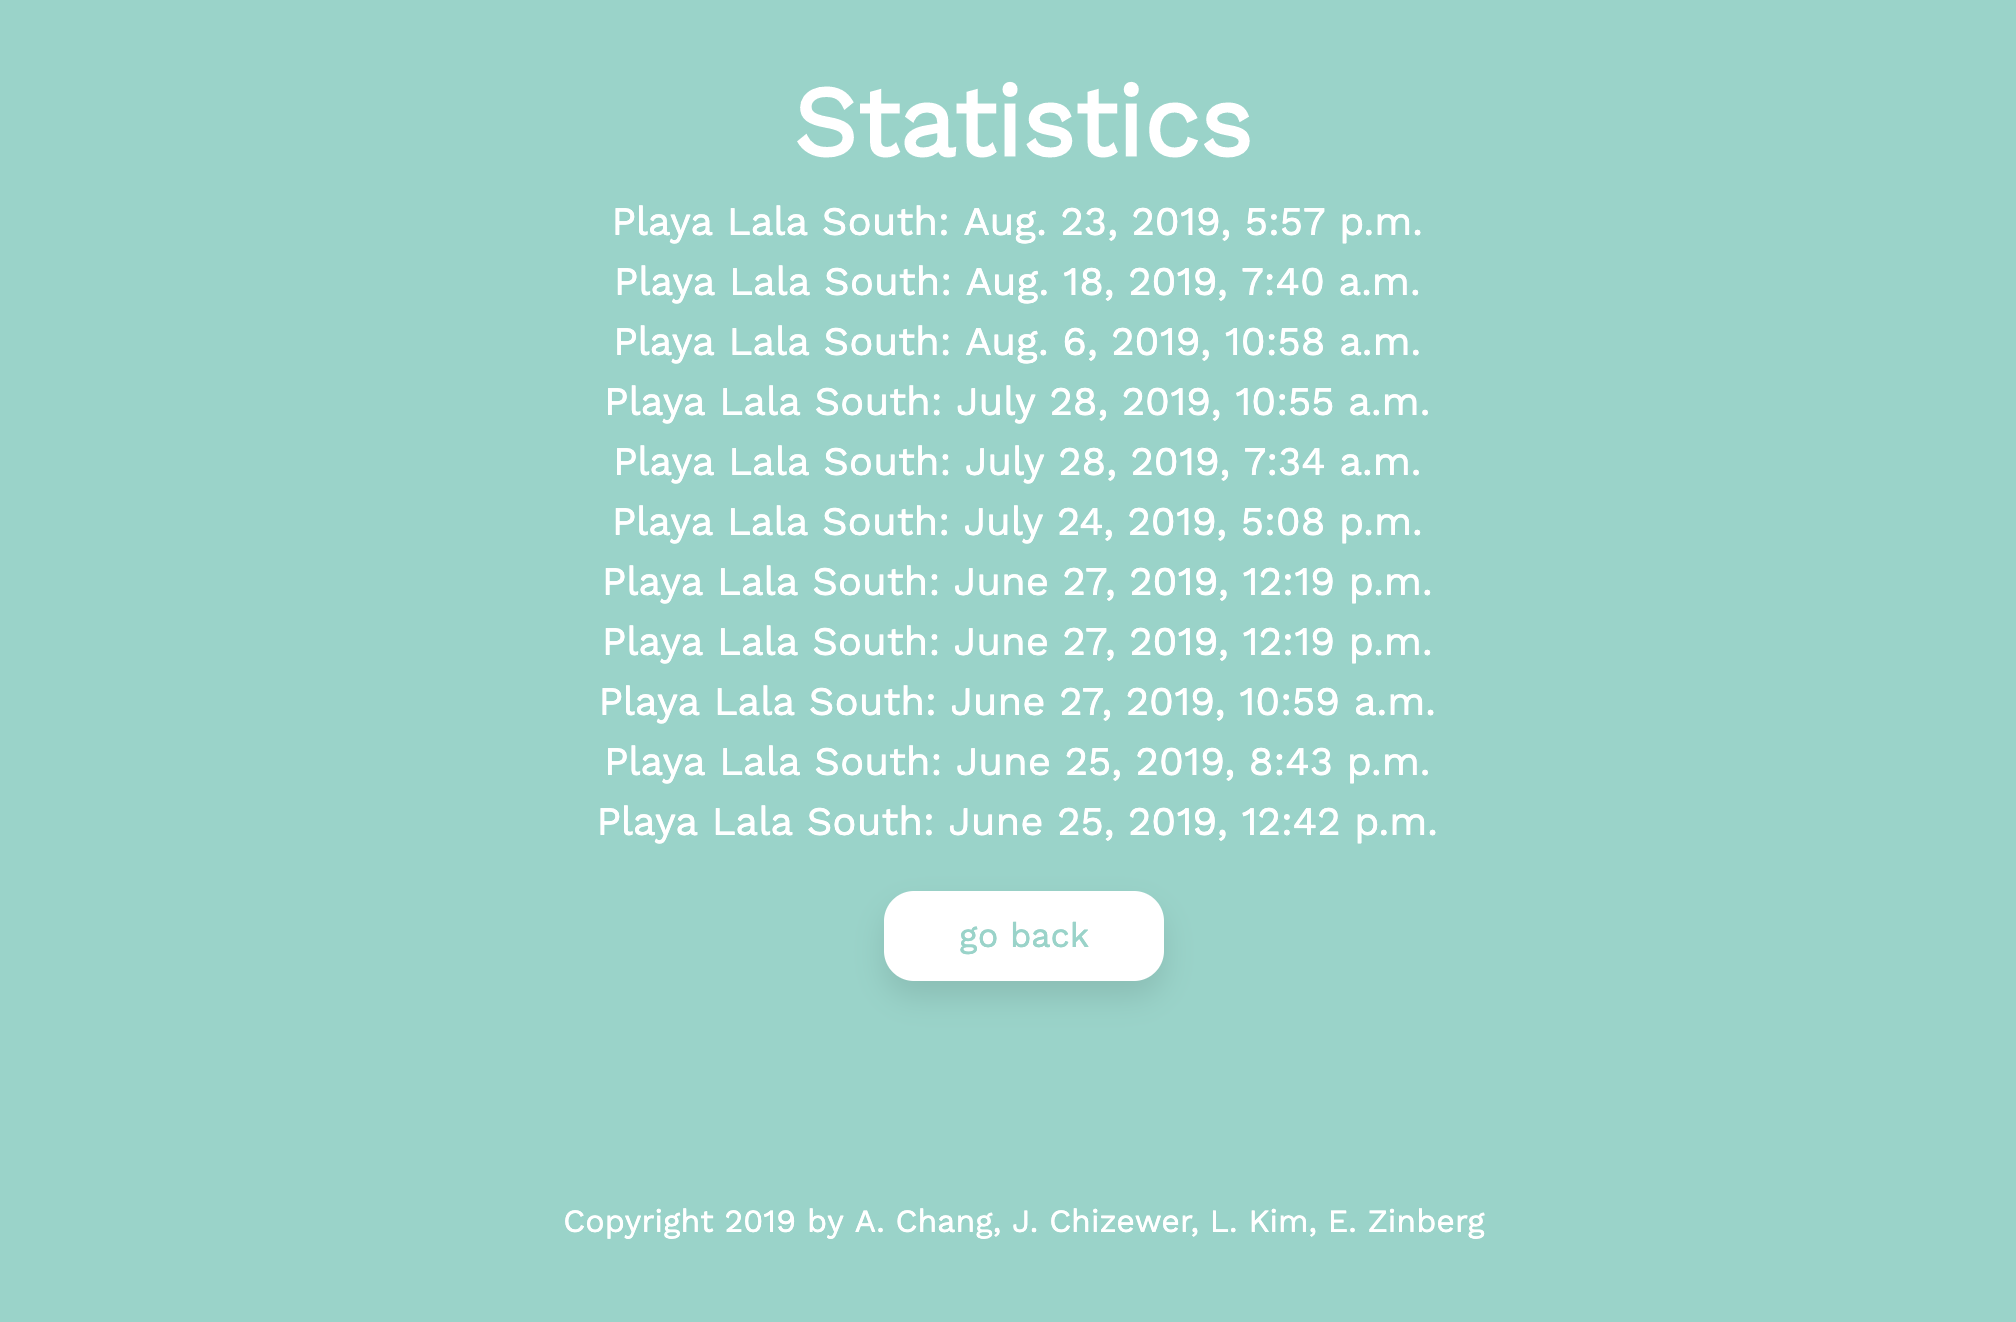 Statistics
Playa Lala South: Aug. 23, 2019, 5:57 p.m.
Playa Lala South: Aug. 18, 2019, 7:40 a.m.
Playa Lala South: Aug. 6, 2019, 10:58 a.m.
Playa Lala South: July 28, 2019, 10:55 a.m.
Playa Lala South: July 28, 2019, 7:34 a.m.
Playa Lala South: July 24, 2019, 5:08 p.m.
Playa Lala South: June 27, 2019, 12:19 p.m.
Playa Lala South: June 27, 2019, 12:19 p.m.
Playa Lala South: June 27, 2019, 10:59 a.m.
Playa Lala South: June 25, 2019, 8:43 p.m.
Playa Lala South: June 25, 2019, 12:42 p.m.
go back
Copyright 2019 by A. Chang, J. Chizewer, L. Kim, E. Zinberg